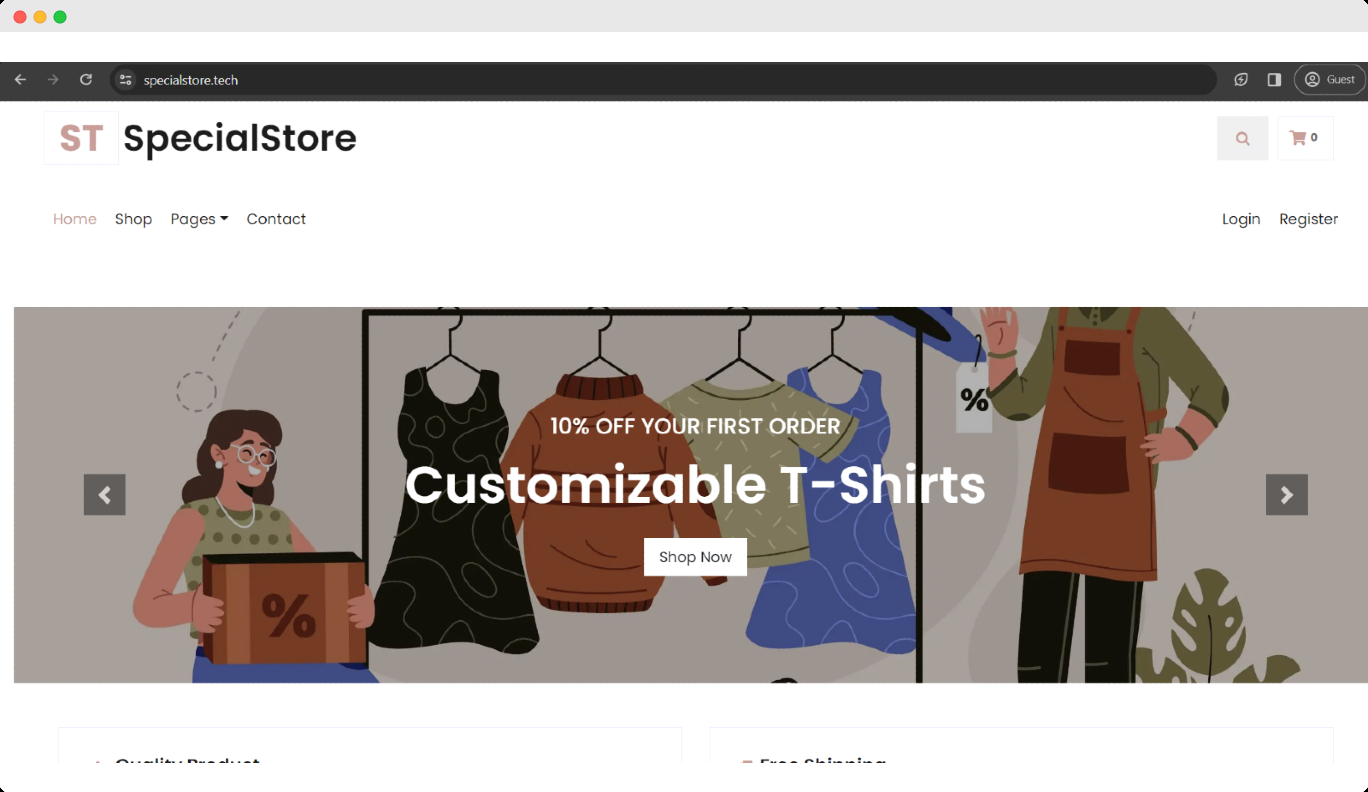 specialstore.tech
Guest
ST SpecialStore
0
Home Shop Pages Contact
Login Register
%
10% OFF YOUR FIRST ORDER
Customizable T-Shirts
Shop Now
%
Quality Product
Free Shipping